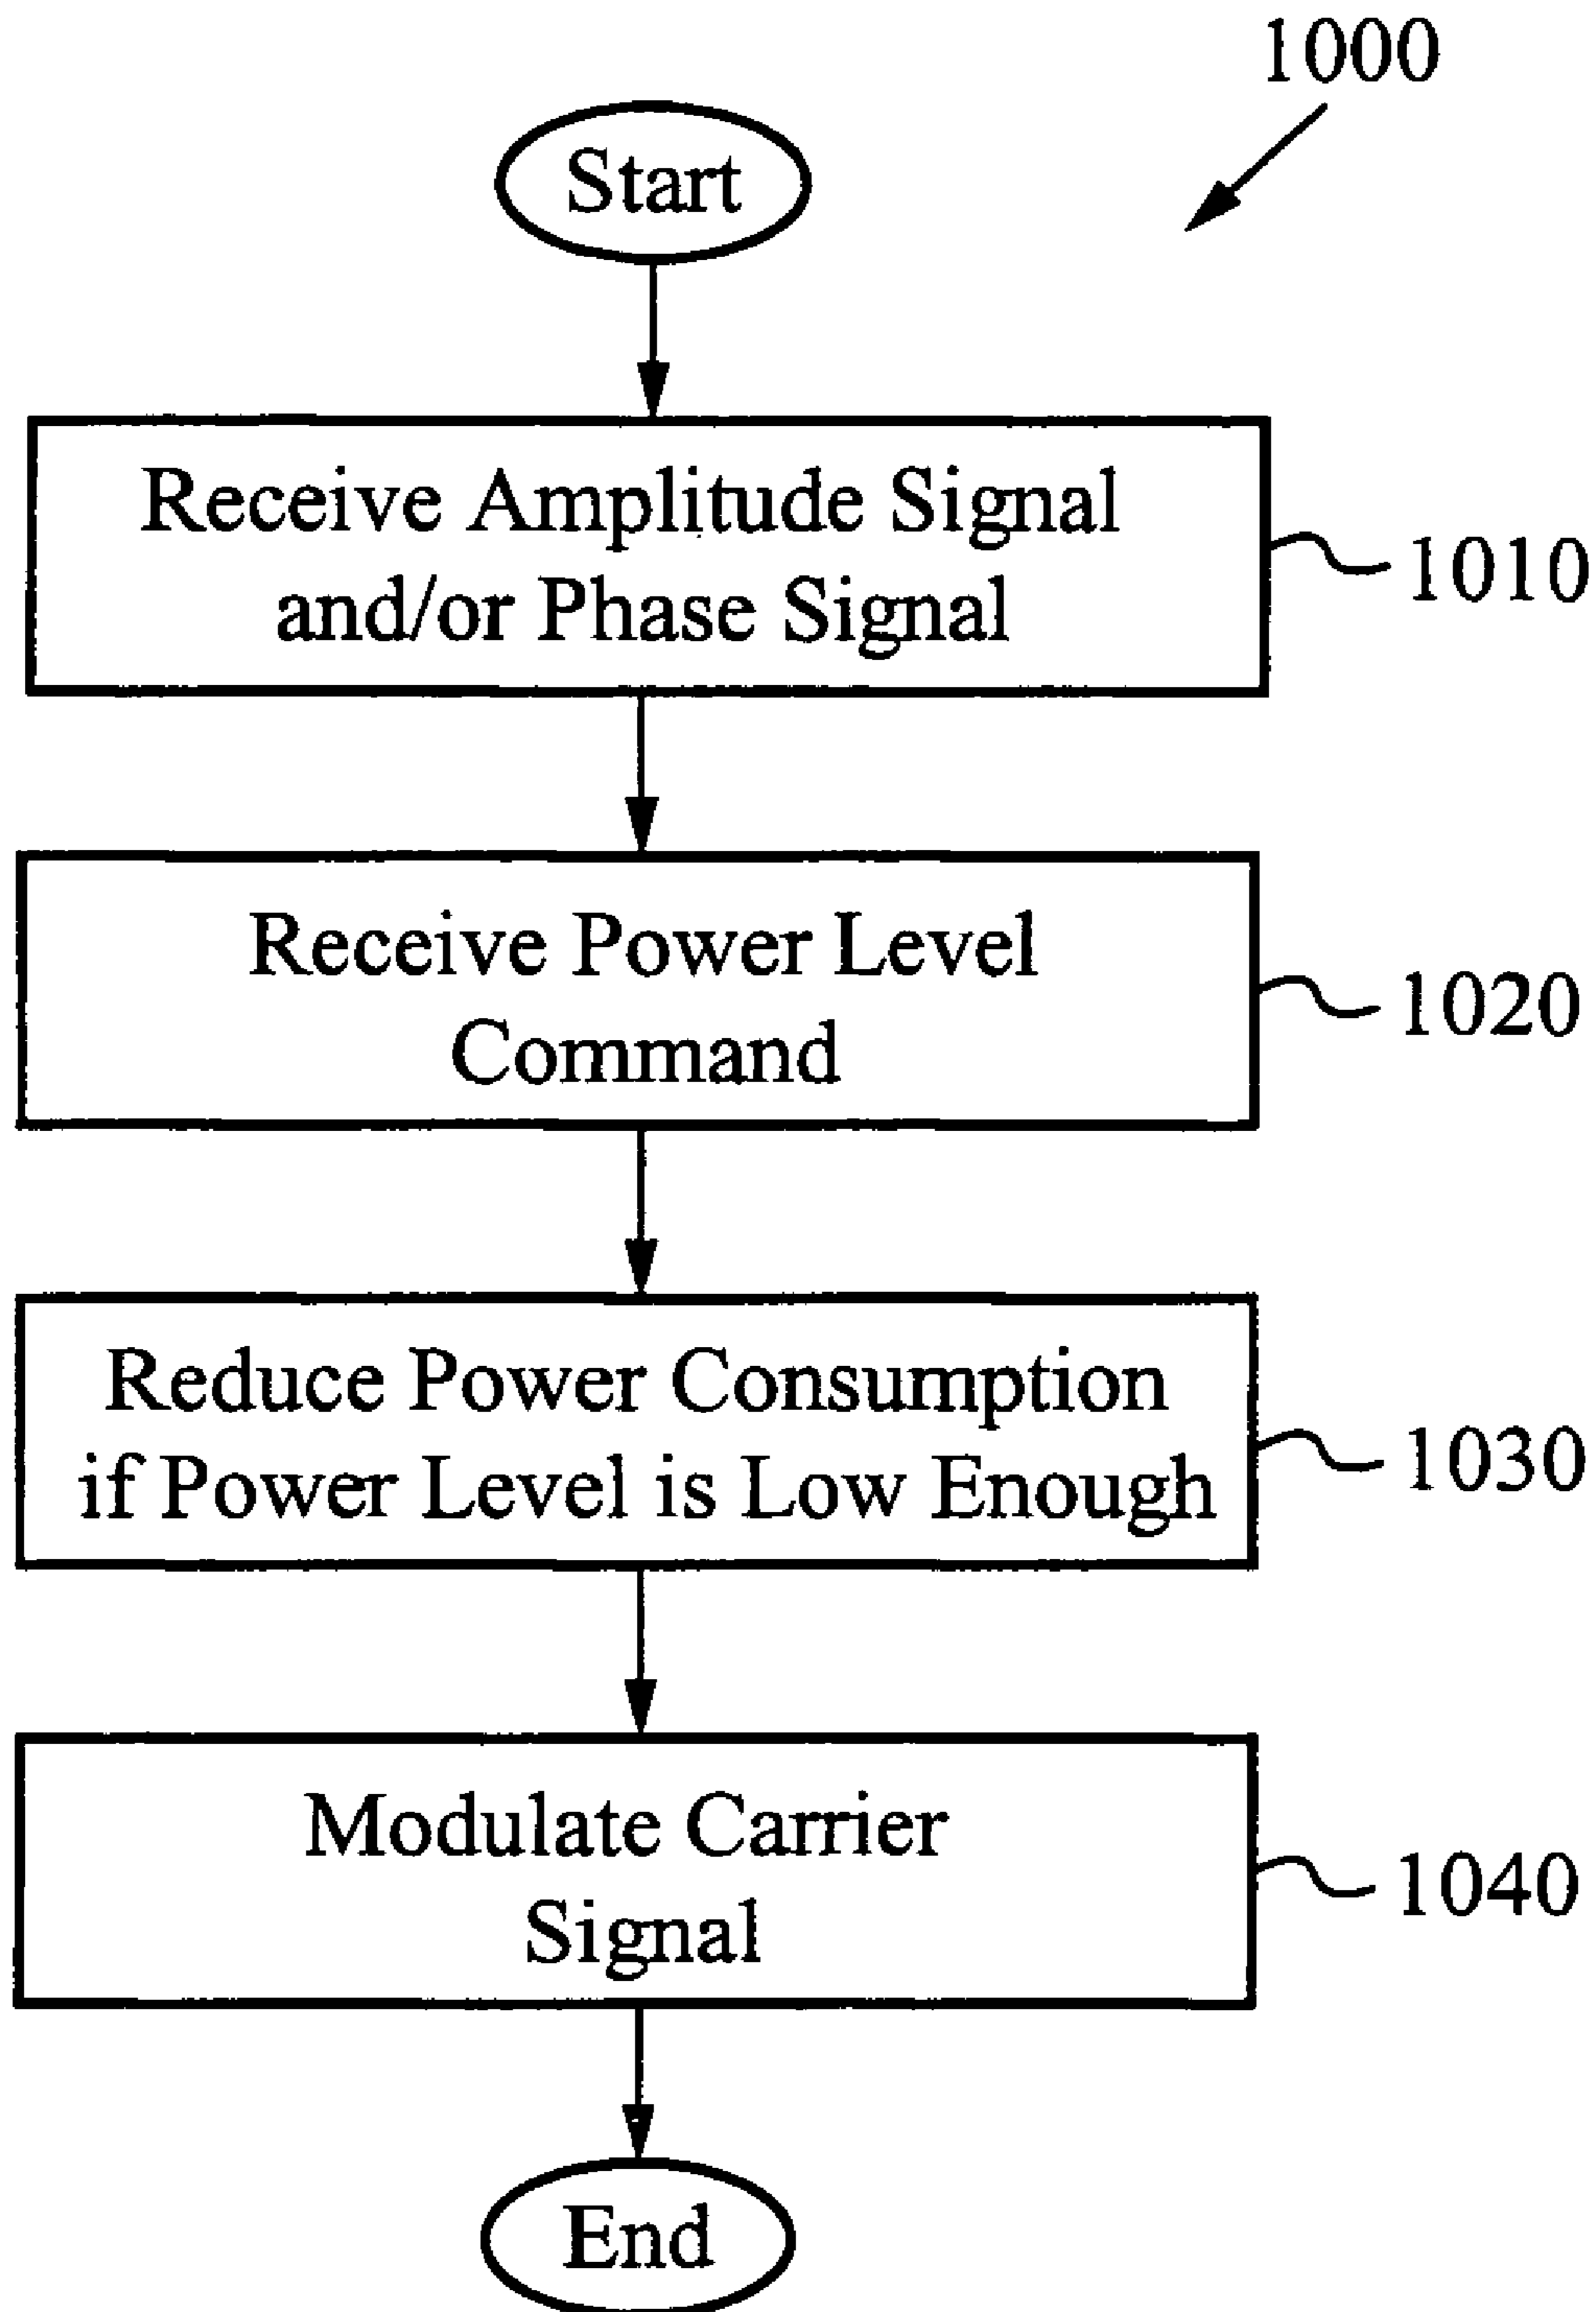 1000
Start
Receive Amplitude Signal
and/or Phase Signal
1010
Receive Power Level
Command
1020
Reduce Power Consumption
if Power Level is Low Enough
1030
Modulate Carrier
Signal
1040
End